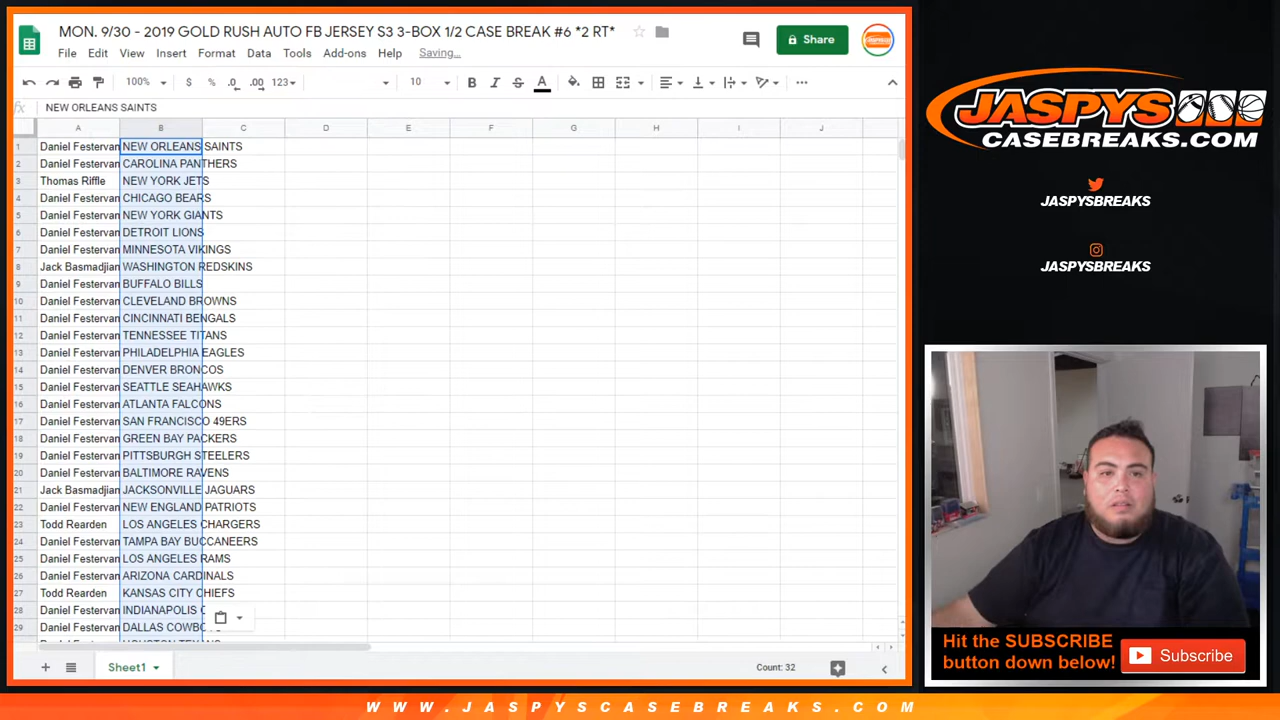 MON. 9/30 - 2019 GOLD RUSH AUTO FB JERSEY S3 3-BOX 1/2 CASE BREAK #6 *2 RT*
File Edit View Insert Format Data Tools Add-ons Help Saving…
Share
100% $ % .0 .00 123 10 B I S A
fx NEW ORLEANS SAINTS
A B C D E F G H I J
1 Daniel Festervan NEW ORLEANS SAINTS
2 Daniel Festervan CAROLINA PANTHERS
3 Thomas Riffle NEW YORK JETS
4 Daniel Festervan CHICAGO BEARS
5 Daniel Festervan NEW YORK GIANTS
6 Daniel Festervan DETROIT LIONS
7 Daniel Festervan MINNESOTA VIKINGS
8 Jack Basmadjian WASHINGTON REDSKINS
9 Daniel Festervan BUFFALO BILLS
10 Daniel Festervan CLEVELAND BROWNS
11 Daniel Festervan CINCINNATI BENGALS
12 Daniel Festervan TENNESSEE TITANS
13 Daniel Festervan PHILADELPHIA EAGLES
14 Daniel Festervan DENVER BRONCOS
15 Daniel Festervan SEATTLE SEAHAWKS
16 Daniel Festervan ATLANTA FALCONS
17 Daniel Festervan SAN FRANCISCO 49ERS
18 Daniel Festervan GREEN BAY PACKERS
19 Daniel Festervan PITTSBURGH STEELERS
20 Daniel Festervan BALTIMORE RAVENS
21 Jack Basmadjian JACKSONVILLE JAGUARS
22 Daniel Festervan NEW ENGLAND PATRIOTS
23 Todd Rearden LOS ANGELES CHARGERS
24 Daniel Festervan TAMPA BAY BUCCANEERS
25 Daniel Festervan LOS ANGELES RAMS
26 Daniel Festervan ARIZONA CARDINALS
27 Todd Rearden KANSAS CITY CHIEFS
28 Daniel Festervan INDIANAPOLIS
29 Daniel Festervan DALLAS COWBO
Sheet1
Count: 32
JASPYS
CASEBREAKS.COM
JASPYSBREAKS
JASPYSBREAKS
Hit the SUBSCRIBE
button down below!
Subscribe
WWW.JASPYSCASEBREAKS.COM